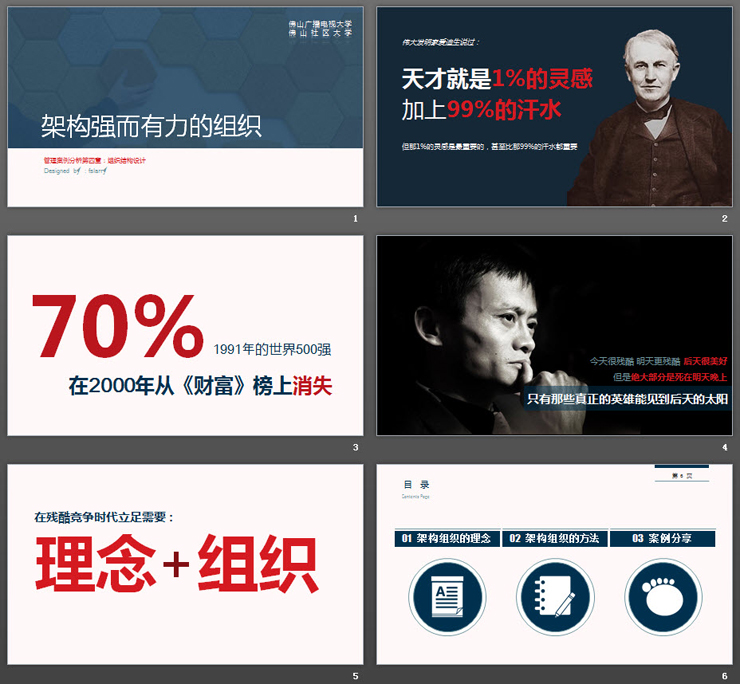 佛山广播电视大学
佛山社区大学
架构强而有力的组织
管理案例分析第四章：组织结构设计
Designed by :
1
伟大发明家爱迪生说过：
天才就是1%的灵感
加上99%的汗水
但那1%的灵感是最重要的，甚至比那99%的汗水都重要
2
70% 1991年的世界500强
在2000年从《财富》榜上消失
3
今天很残酷 明天更残酷 后天很美好
但是绝大部分是死在明天晚上
只有那些真正的英雄能见到后天的太阳
4
在残酷竞争时代立足需要：
理念+组织
5
第 6 页
目 录
Contents Page
01 架构组织的理念 02 架构组织的方法 03 案例分享
A
6